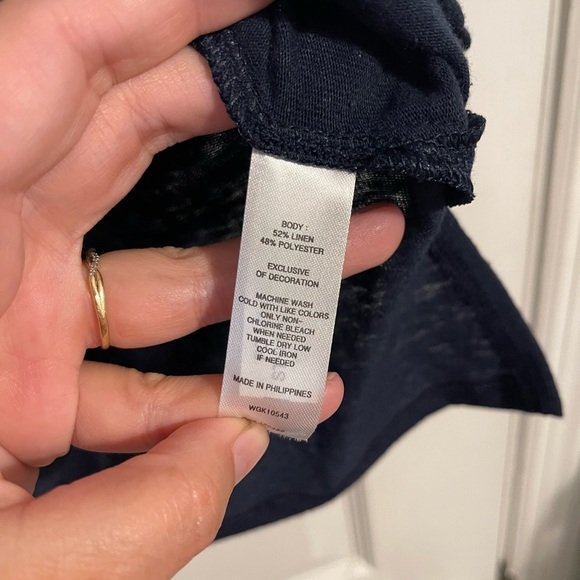 BODY :
52% LINEN
48% POLYESTER
EXCLUSIVE
OF DECORATION
MACHINE WASH
COLD WITH LIKE COLORS
ONLY NON-
CHLORINE BLEACH
WHEN NEEDED
TUMBLE DRY LOW
COOL IRON
IF NEEDED
MADE IN PHILIPPINES
WGK10543